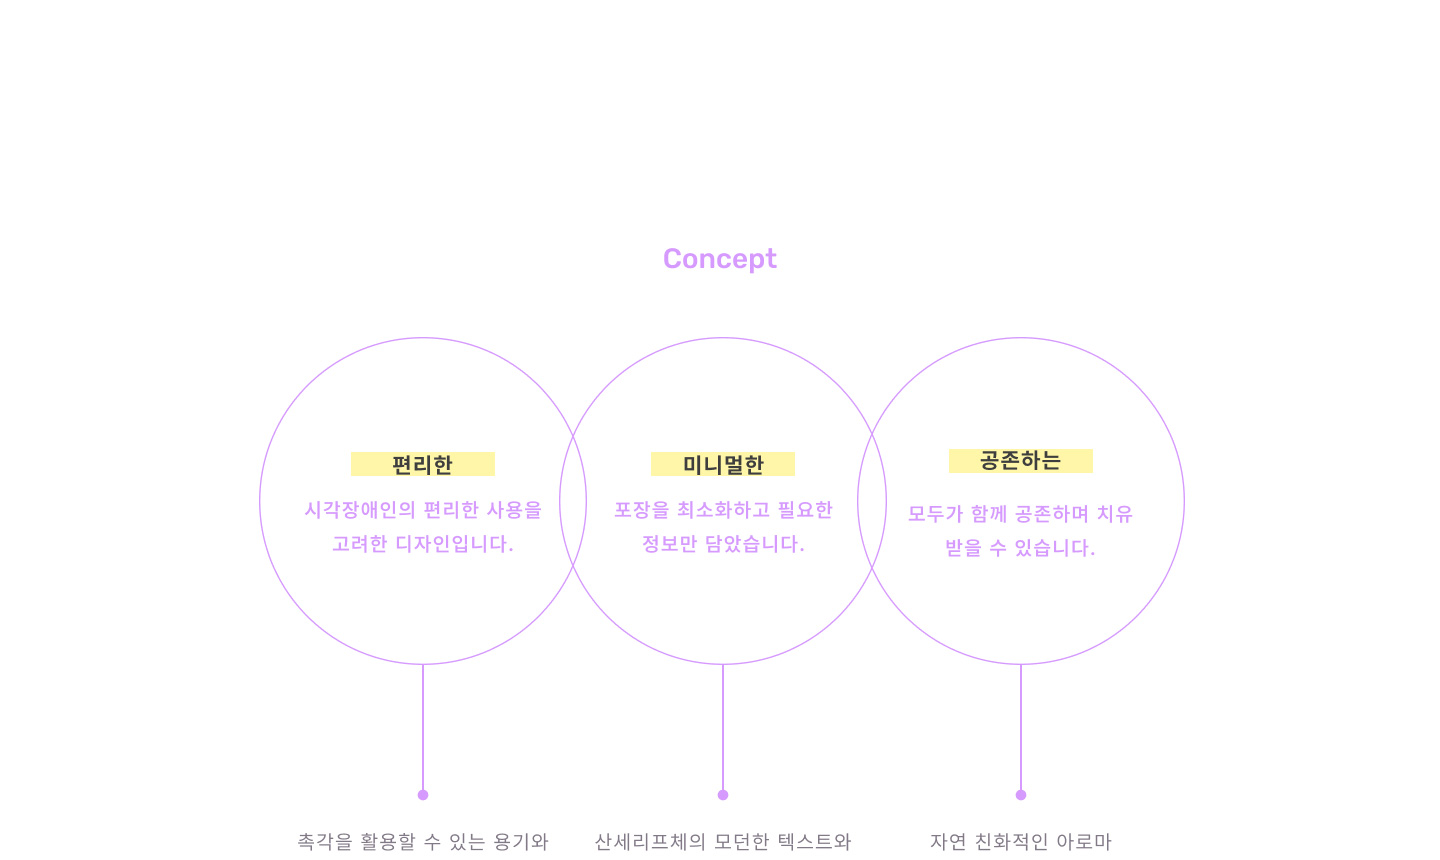 Concept
편리한
시각장애인의 편리한 사용을
고려한 디자인입니다.
미니멀한
포장을 최소화하고 필요한
정보만 담았습니다.
공존하는
모두가 함께 공존하며 치유
받을 수 있습니다.
촉각을 활용할 수 있는 용기와
산세리프체의 모던한 텍스트와
자연 친화적인 아로마